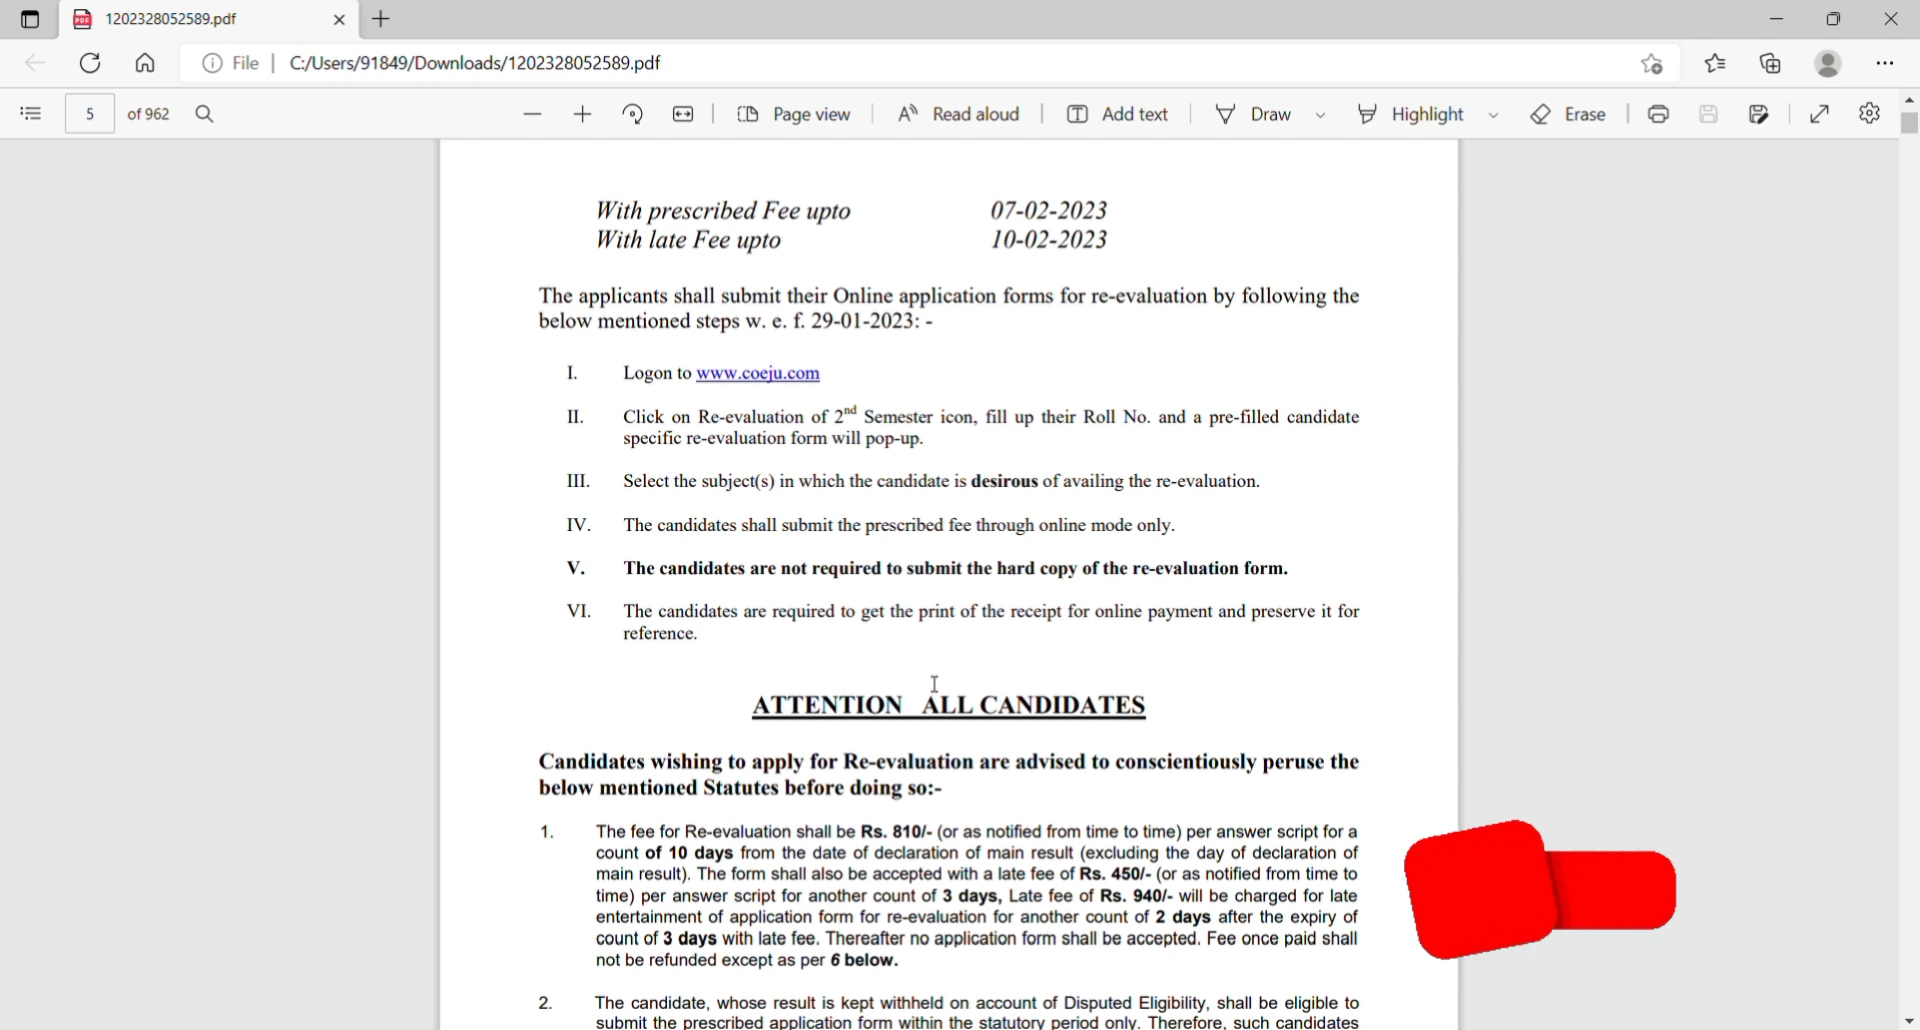 1202328052589.pdf
File C:/Users/91849/Downloads/1202328052589.pdf
5 of 962 Page view Read aloud Add text Draw Highlight Erase
With prescribed Fee upto 07-02-2023
With late Fee upto 10-02-2023
The applicants shall submit their Online application forms for re-evaluation by following the
below mentioned steps w. e. f. 29-01-2023: -
I. Logon to www.coeju.com
II. Click on Re-evaluation of 2nd Semester icon, fill up their Roll No. and a pre-filled candidate
specific re-evaluation form will pop-up.
III. Select the subject(s) in which the candidate is desirous of availing the re-evaluation.
IV. The candidates shall submit the prescribed fee through online mode only.
V. The candidates are not required to submit the hard copy of the re-evaluation form.
VI. The candidates are required to get the print of the receipt for online payment and preserve it for
reference.
ATTENTION ALL CANDIDATES
Candidates wishing to apply for Re-evaluation are advised to conscientiously peruse the
below mentioned Statutes before doing so:-
1. The fee for Re-evaluation shall be Rs. 810/- (or as notified from time to time) per answer script for a
count of 10 days from the date of declaration of main result (excluding the day of declaration of
main result). The form shall also be accepted with a late fee of Rs. 450/- (or as notified from time to
time) per answer script for another count of 3 days, Late fee of Rs. 940/- will be charged for late
entertainment of application form for re-evaluation for another count of 2 days after the expiry of
count of 3 days with late fee. Thereafter no application form shall be accepted. Fee once paid shall
not be refunded except as per 6 below.
2. The candidate, whose result is kept withheld on account of Disputed Eligibility, shall be eligible to
submit the prescribed application form within the statutory period only. Therefore, such candidates